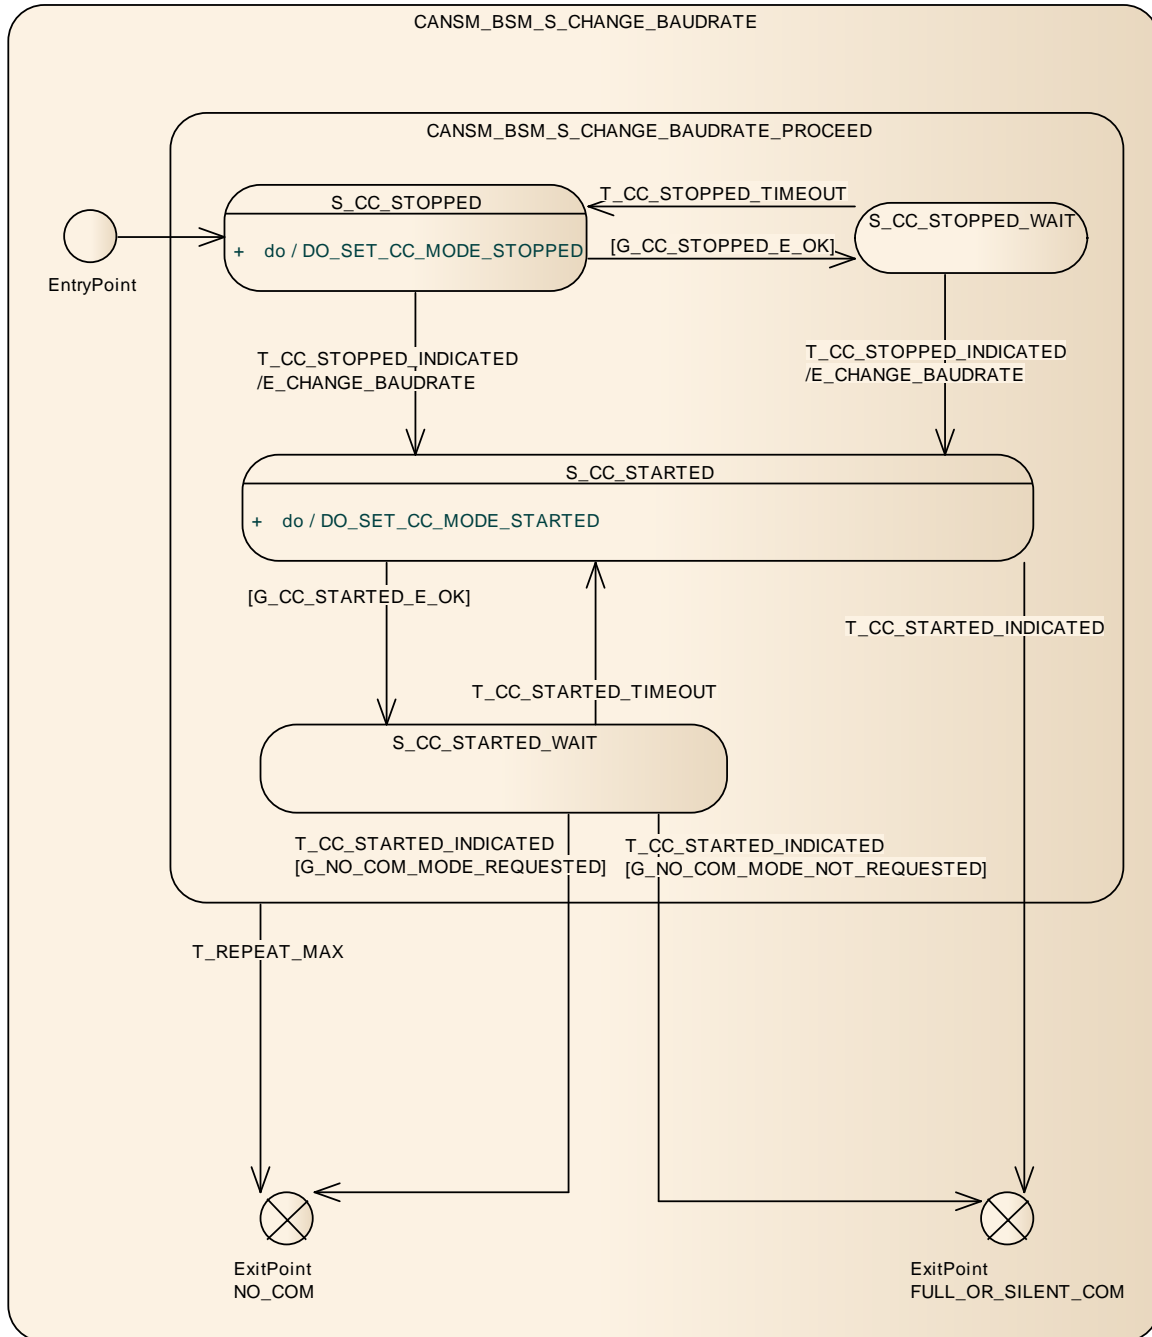 CANSM_BSM_S_CHANGE_BAUDRATE
CANSM_BSM_S_CHANGE_BAUDRATE_PROCEED
S_CC_STOPPED
+ do / DO_SET_CC_MODE_STOPPED
T_CC_STOPPED_TIMEOUT
[G_CC_STOPPED_E_OK]
S_CC_STOPPED_WAIT
EntryPoint
T_CC_STOPPED_INDICATED
/E_CHANGE_BAUDRATE
T_CC_STOPPED_INDICATED
/E_CHANGE_BAUDRATE
S_CC_STARTED
+ do / DO_SET_CC_MODE_STARTED
[G_CC_STARTED_E_OK]
T_CC_STARTED_INDICATED
T_CC_STARTED_TIMEOUT
S_CC_STARTED_WAIT
T_CC_STARTED_INDICATED
[G_NO_COM_MODE_REQUESTED]
T_CC_STARTED_INDICATED
[G_NO_COM_MODE_NOT_REQUESTED]
T_REPEAT_MAX
ExitPoint
NO_COM
ExitPoint
FULL_OR_SILENT_COM